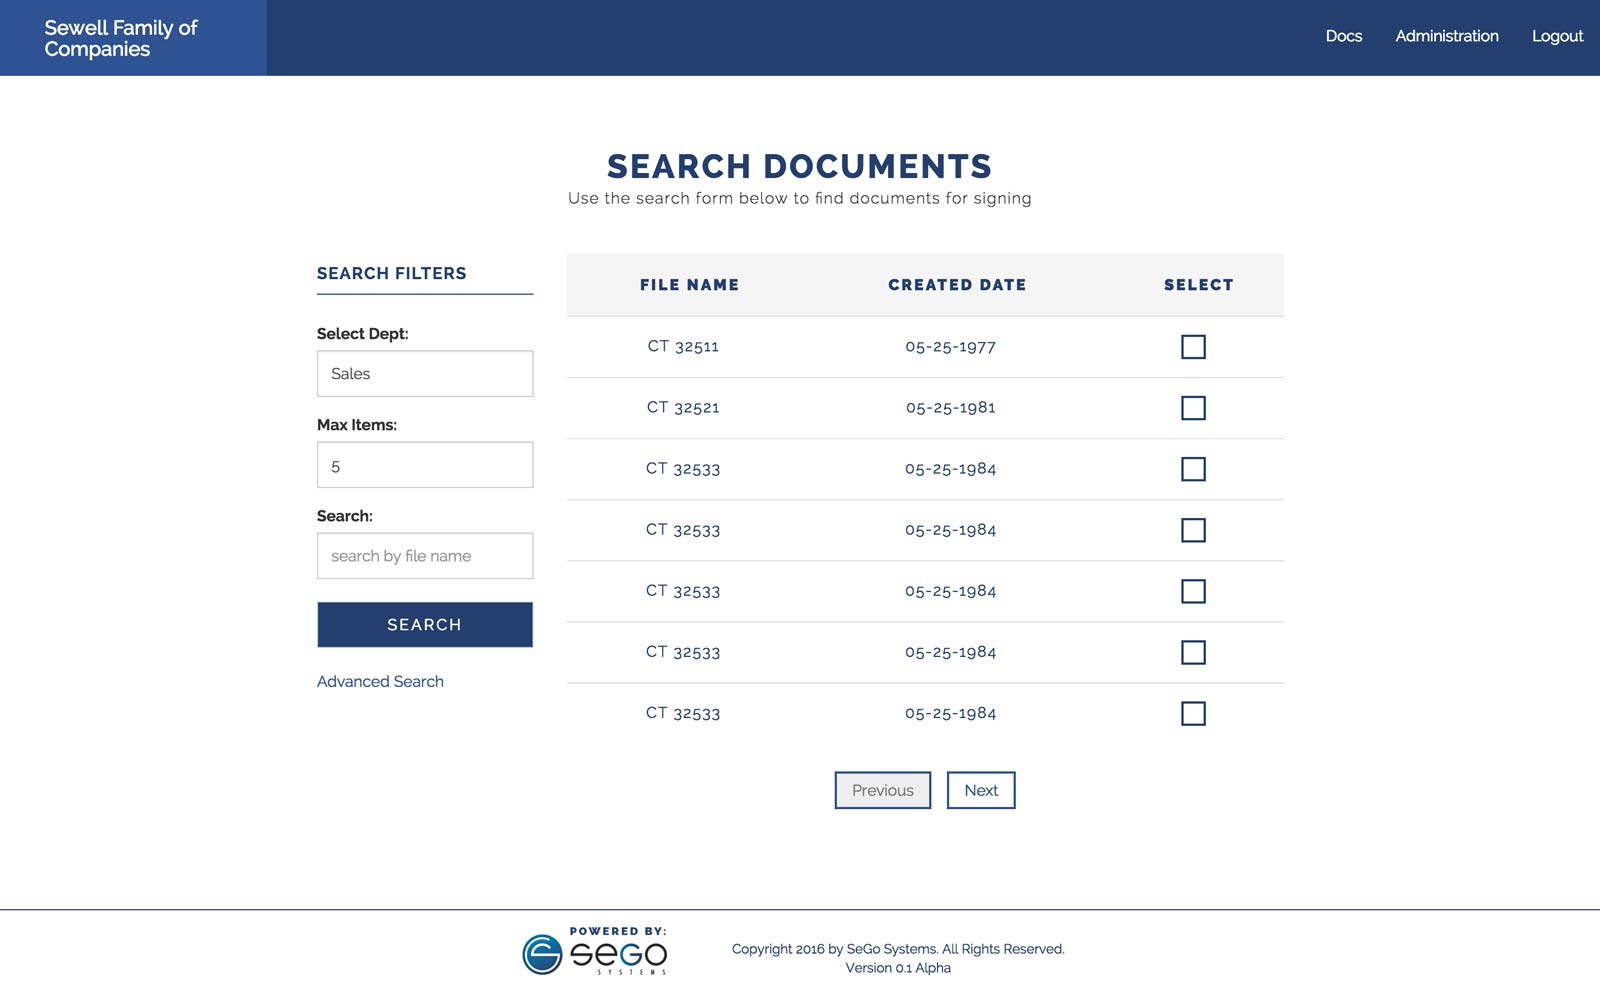 Sewell Family of
Companies
Docs Administration Logout
SEARCH DOCUMENTS
Use the search form below to find documents for signing
SEARCH FILTERS
Select Dept:
Sales
Max Items:
5
Search:
search by file name
SEARCH
Advanced Search
FILE NAME CREATED DATE SELECT
CT 32511 05-25-1977
CT 32521 05-25-1981
CT 32533 05-25-1984
CT 32533 05-25-1984
CT 32533 05-25-1984
CT 32533 05-25-1984
CT 32533 05-25-1984
Previous Next
POWERED BY:
SeGO
SYSTEMS
Copyright 2016 by SeGo Systems. All Rights Reserved.
Version 0.1 Alpha